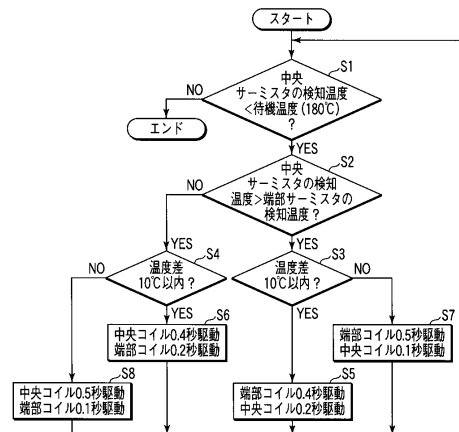 スタート
S1
中央
サーミスタの検知温度
<待機温度(180℃)
?
NO
エンド
YES
S2
中央
サーミスタの検知
温度>端部サーミスタの
検知温度?
NO
YES
YES
S4
温度差
10℃以内?
NO
YES
S3
温度差
10℃以内?
NO
YES
S6
中央コイル0.4秒駆動
端部コイル0.2秒駆動
S7
端部コイル0.5秒駆動
中央コイル0.1秒駆動
S8
中央コイル0.5秒駆動
端部コイル0.1秒駆動
S5
端部コイル0.4秒駆動
中央コイル0.2秒駆動